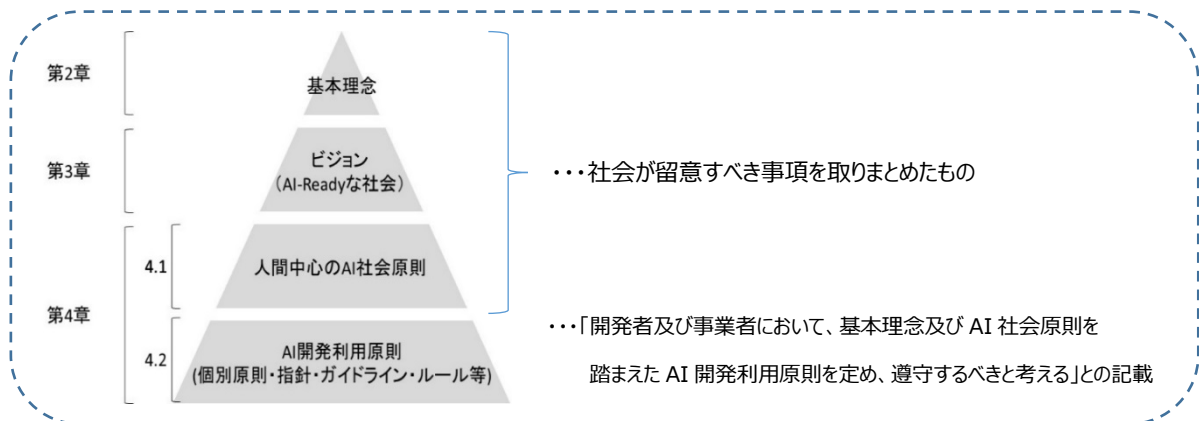 第2章
基本理念
第3章
ビジョン
(AI-Readyな社会)
・・・社会が留意すべき事項を取りまとめたもの
第4章
4.1
人間中心のAI社会原則
4.2
AI開発利用原則
(個別原則・指針・ガイドライン・ルール等)
・・・「開発者及び事業者において、基本理念及び AI 社会原則を
踏まえた AI 開発利用原則を定め、遵守するべきと考える」との記載